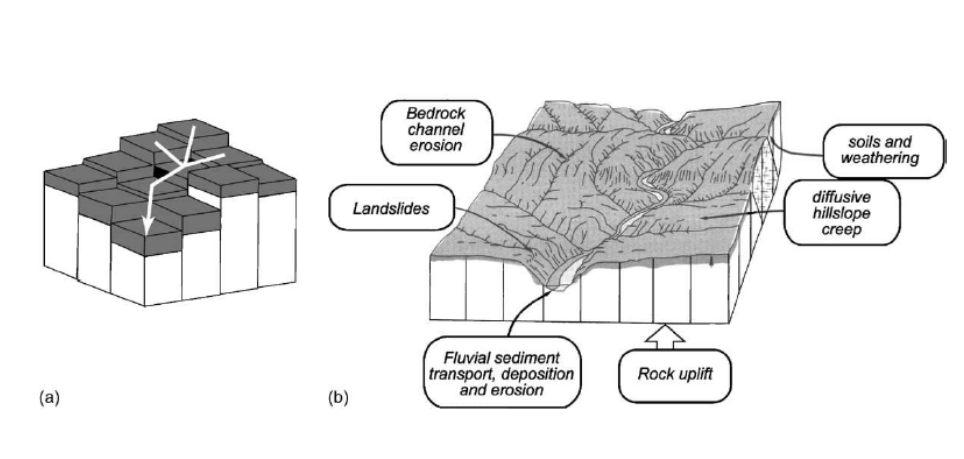 Bedrock
channel
erosion
soils and
weathering
Landslides
diffusive
hillslope
creep
Fluvial sediment
transport, deposition
and erosion
Rock uplift
(a)
(b)